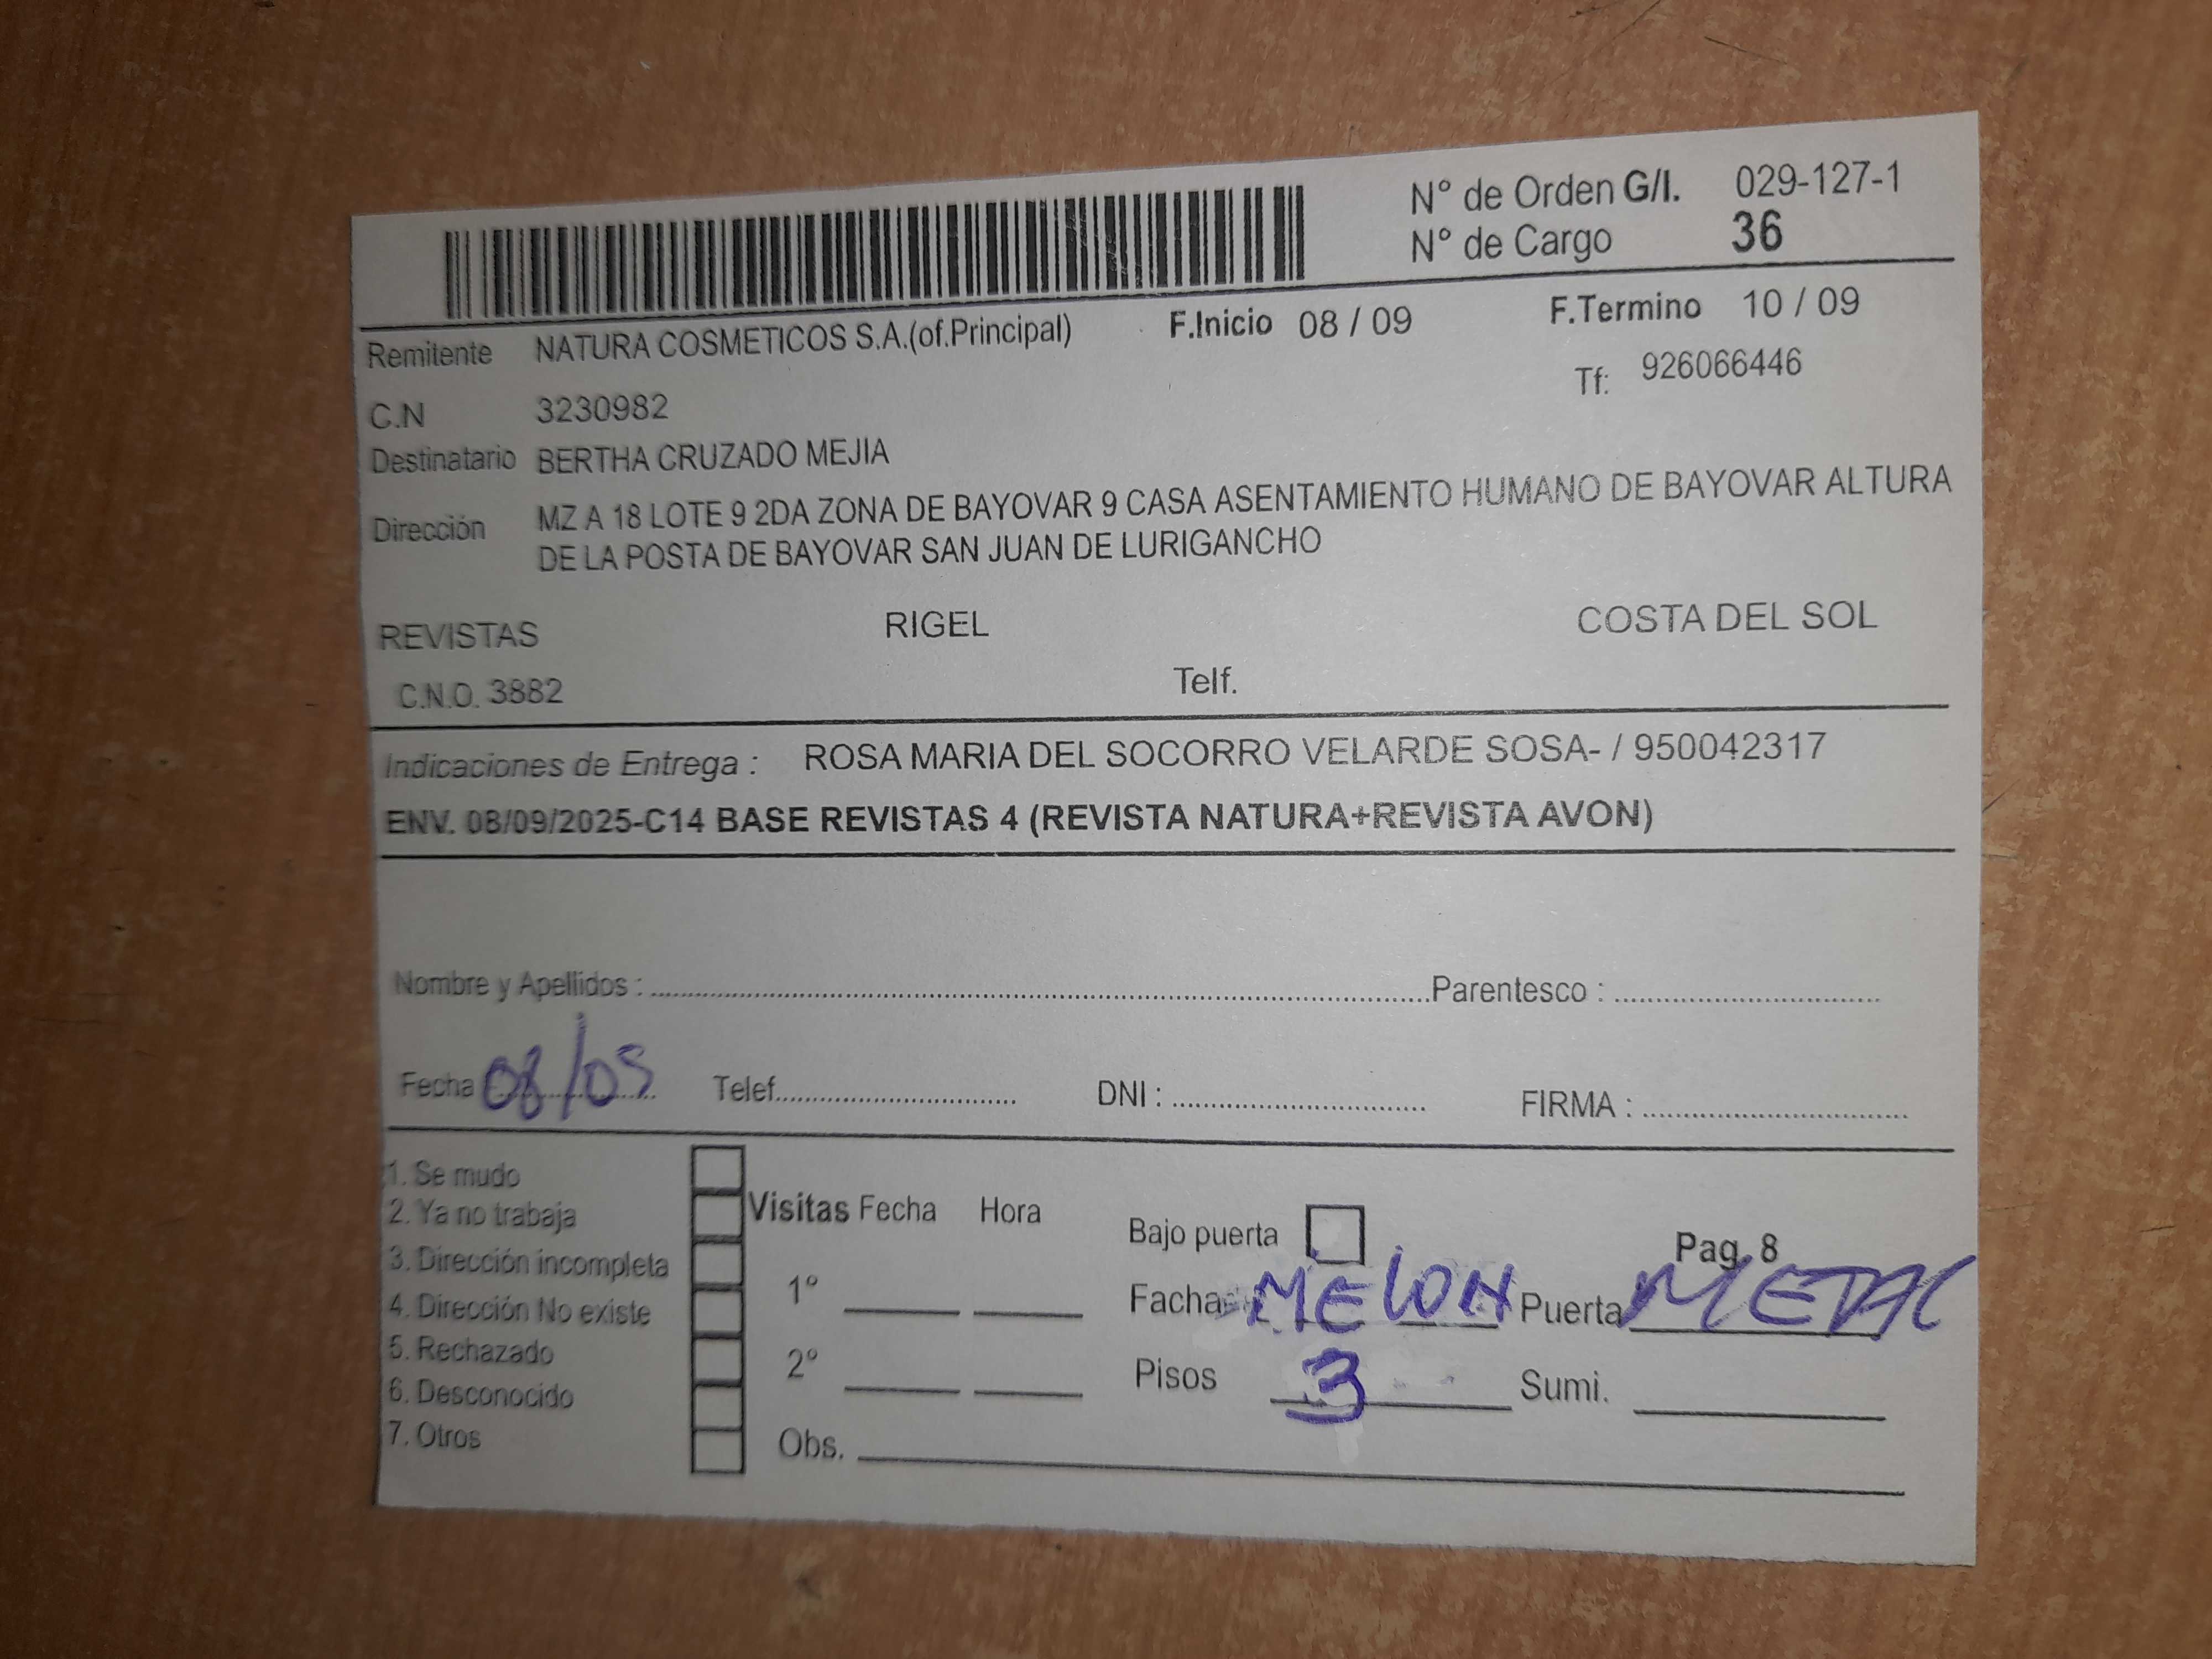 N° de Orden G/I. 029-127-1
N° de Cargo 36
Remitente NATURA COSMETICOS S.A.(of.Principal) F.Inicio 08 / 09 F.Termino 10 / 09
C.N 3230982 Tf: 926066446
Destinatario BERTHA CRUZADO MEJIA
Dirección MZ A 18 LOTE 9 2DA ZONA DE BAYOVAR 9 CASA ASENTAMIENTO HUMANO DE BAYOVAR ALTURA
DE LA POSTA DE BAYOVAR SAN JUAN DE LURIGANCHO
REVISTAS RIGEL COSTA DEL SOL
C.N.O. 3882 Telf.
Indicaciones de Entrega : ROSA MARIA DEL SOCORRO VELARDE SOSA- / 950042317
ENV. 08/09/2025-C14 BASE REVISTAS 4 (REVISTA NATURA+REVISTA AVON)
Nombre y Apellidos : Parentesco :
Fecha 08/09 Telef. DNI : FIRMA :
1. Se mudo
2. Ya no trabaja Visitas Fecha Hora Bajo puerta Pag. 8
3. Dirección incompleta
4. Dirección No existe 1° Facha MELON Puerta METAL
5. Rechazado
6. Desconocido 2° Pisos 3 Sumi.
7. Otros Obs.